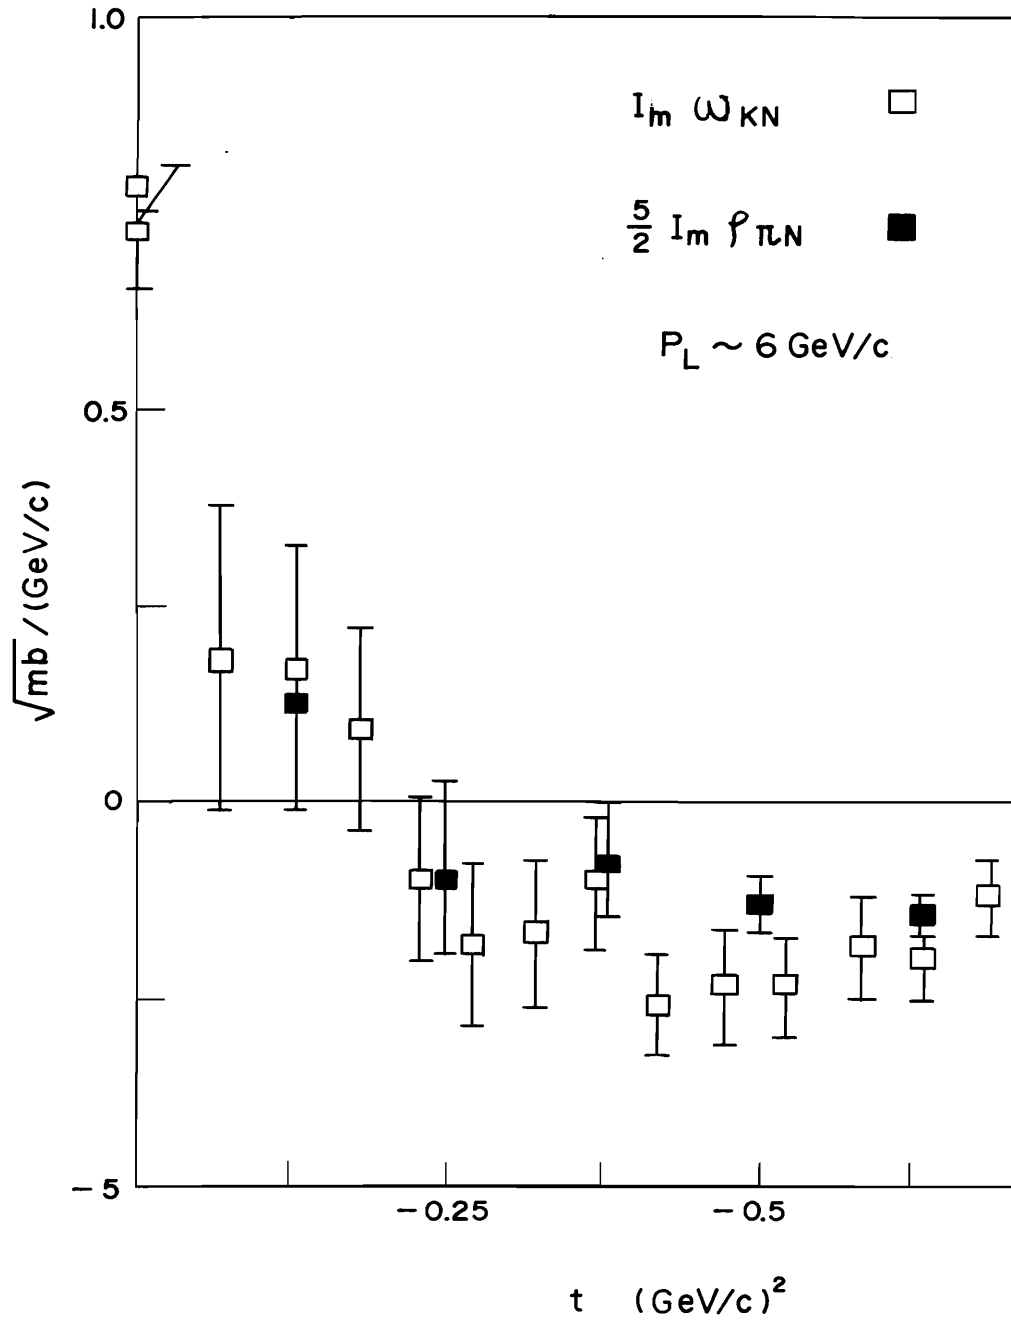 1.0
Im ωKN □
5/2 Im ρπN ■
PL ~ 6 GeV/c
0.5
√mb / (GeV/c)
0
-5
-0.25 -0.5
t (GeV/c)²